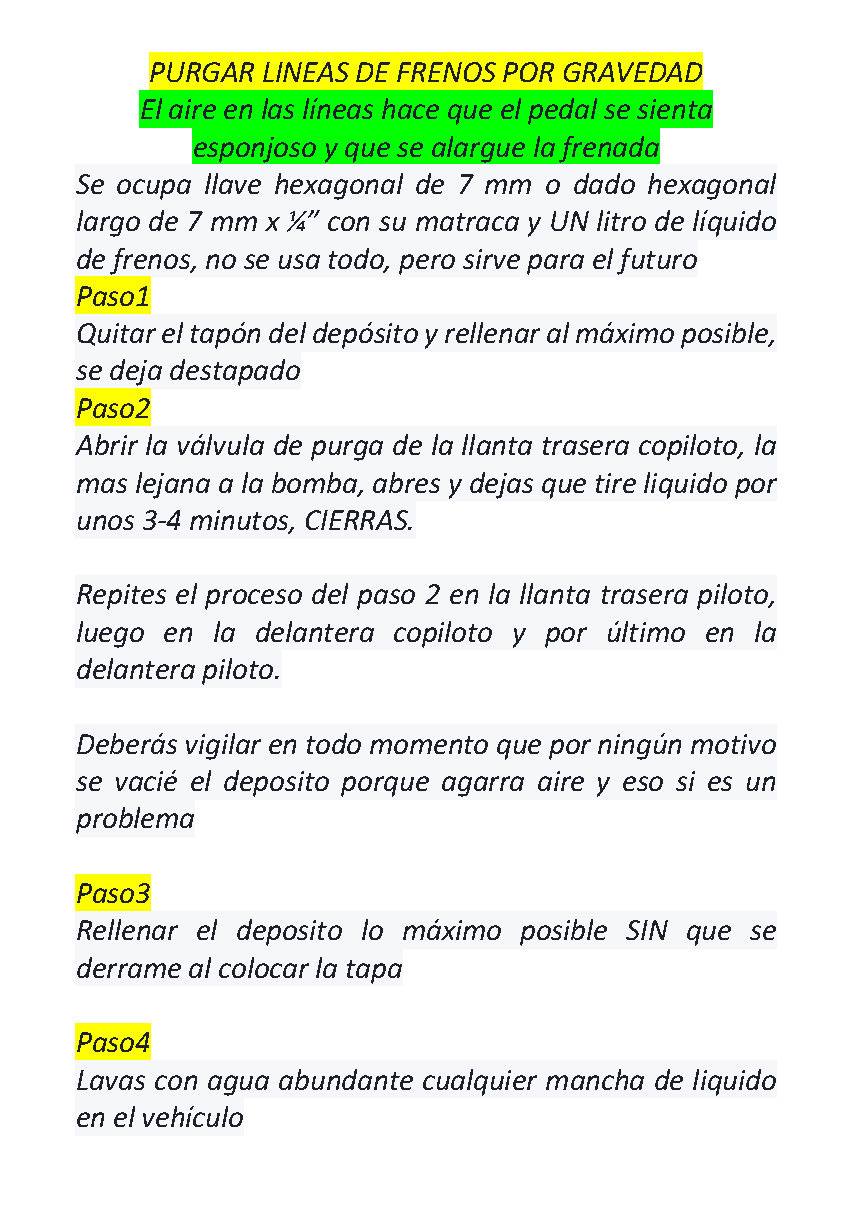 PURGAR LINEAS DE FRENOS POR GRAVEDAD
El aire en las líneas hace que el pedal se sienta
esponjoso y que se alargue la frenada
Se ocupa llave hexagonal de 7 mm o dado hexagonal
largo de 7 mm x ¼” con su matraca y UN litro de líquido
de frenos, no se usa todo, pero sirve para el futuro
Paso1
Quitar el tapón del depósito y rellenar al máximo posible,
se deja destapado
Paso2
Abrir la válvula de purga de la llanta trasera copiloto, la
mas lejana a la bomba, abres y dejas que tire liquido por
unos 3-4 minutos, CIERRAS.
Repites el proceso del paso 2 en la llanta trasera piloto,
luego en la delantera copiloto y por último en la
delantera piloto.
Deberás vigilar en todo momento que por ningún motivo
se vacié el deposito porque agarra aire y eso si es un
problema
Paso3
Rellenar el deposito lo máximo posible SIN que se
derrame al colocar la tapa
Paso4
Lavas con agua abundante cualquier mancha de liquido
en el vehículo